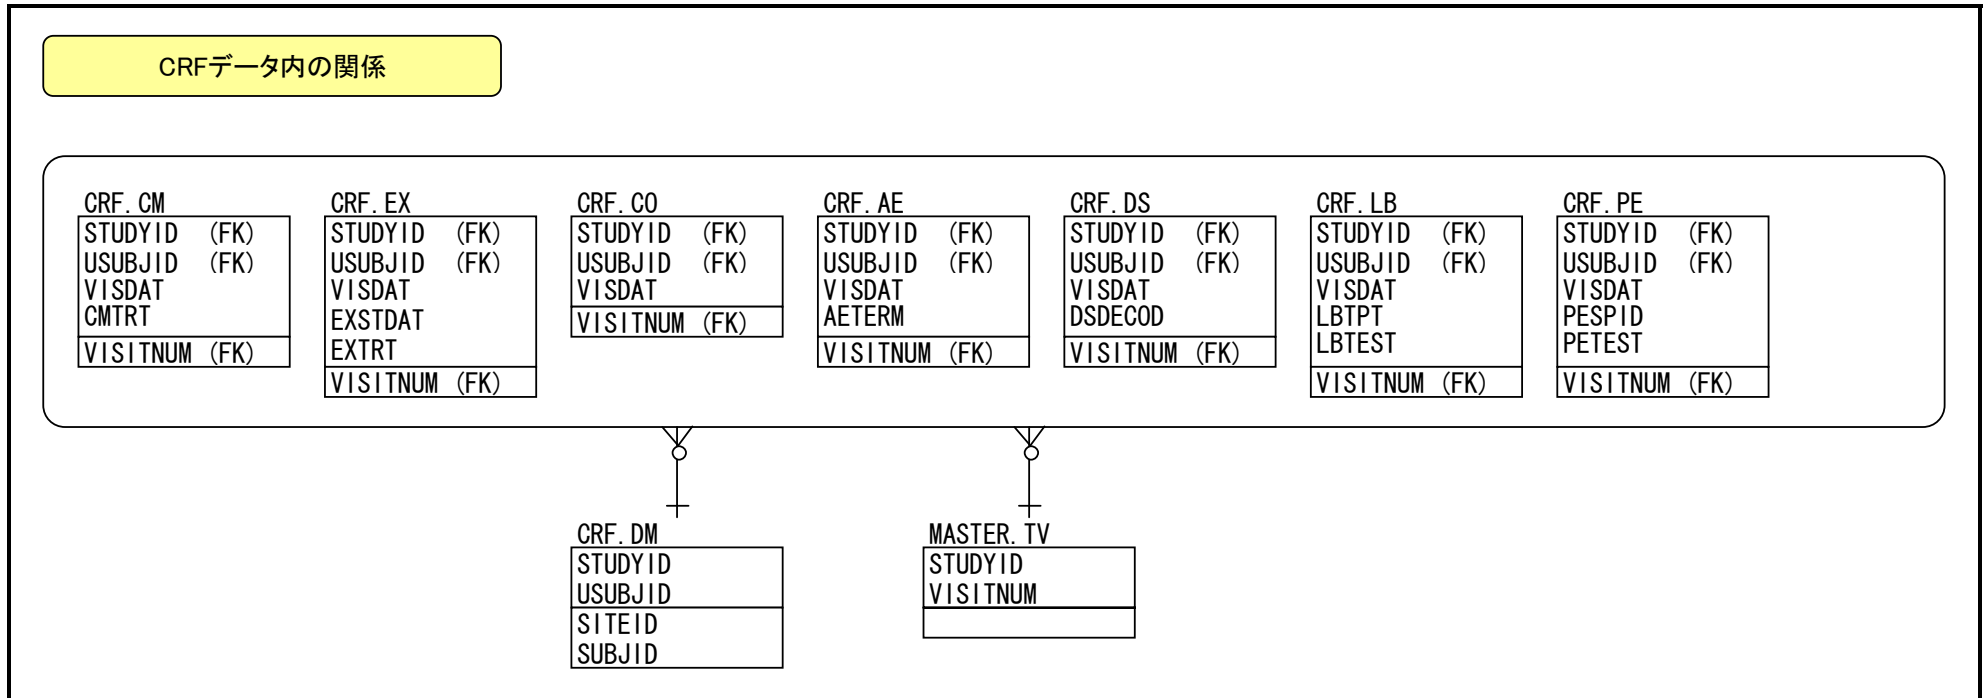 CRFデータ内の関係
CRF.CM
STUDYID (FK)
USUBJID (FK)
VISDAT
CMTRT
VISITNUM (FK)
CRF.EX
STUDYID (FK)
USUBJID (FK)
VISDAT
EXSTDAT
EXTRT
VISITNUM (FK)
CRF.CO
STUDYID (FK)
USUBJID (FK)
VISDAT
VISITNUM (FK)
CRF.AE
STUDYID (FK)
USUBJID (FK)
VISDAT
AETERM
VISITNUM (FK)
CRF.DS
STUDYID (FK)
USUBJID (FK)
VISDAT
DSDECOD
VISITNUM (FK)
CRF.LB
STUDYID (FK)
USUBJID (FK)
VISDAT
LBTPT
LBTEST
VISITNUM (FK)
CRF.PE
STUDYID (FK)
USUBJID (FK)
VISDAT
PESPID
PETEST
VISITNUM (FK)
CRF.DM
STUDYID
USUBJID
SITEID
SUBJID
MASTER.TV
STUDYID
VISITNUM